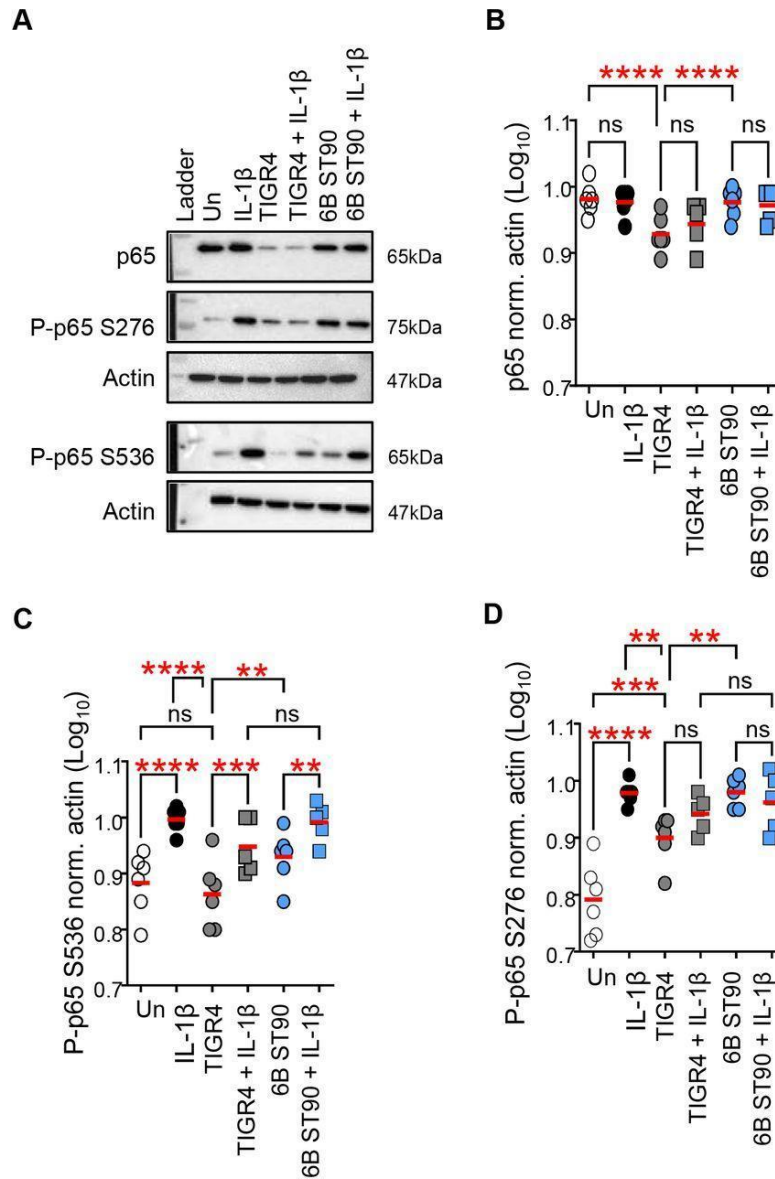 A
Ladder
Un
IL-1β
TIGR4
TIGR4 + IL-1β
6B ST90
6B ST90 + IL-1β
p65
65kDa
P-p65 S276
75kDa
Actin
47kDa
P-p65 S536
65kDa
Actin
47kDa
B
**** ****
ns ns ns
p65 norm. actin (Log10)
1.1
1.0
0.9
0.8
0.7
Un
IL-1β
TIGR4
TIGR4 + IL-1β
6B ST90
6B ST90 + IL-1β
C
**** **
ns ns
**** *** **
P-p65 S536 norm. actin (Log10)
1.1
1.0
0.9
0.8
0.7
Un
IL-1β
TIGR4
TIGR4 + IL-1β
6B ST90
6B ST90 + IL-1β
D
** **
*** ns
**** ns ns
P-p65 S276 norm. actin (Log10)
1.1
1.0
0.9
0.8
0.7
Un
IL-1β
TIGR4
TIGR4 + IL-1β
6B ST90
6B ST90 + IL-1β